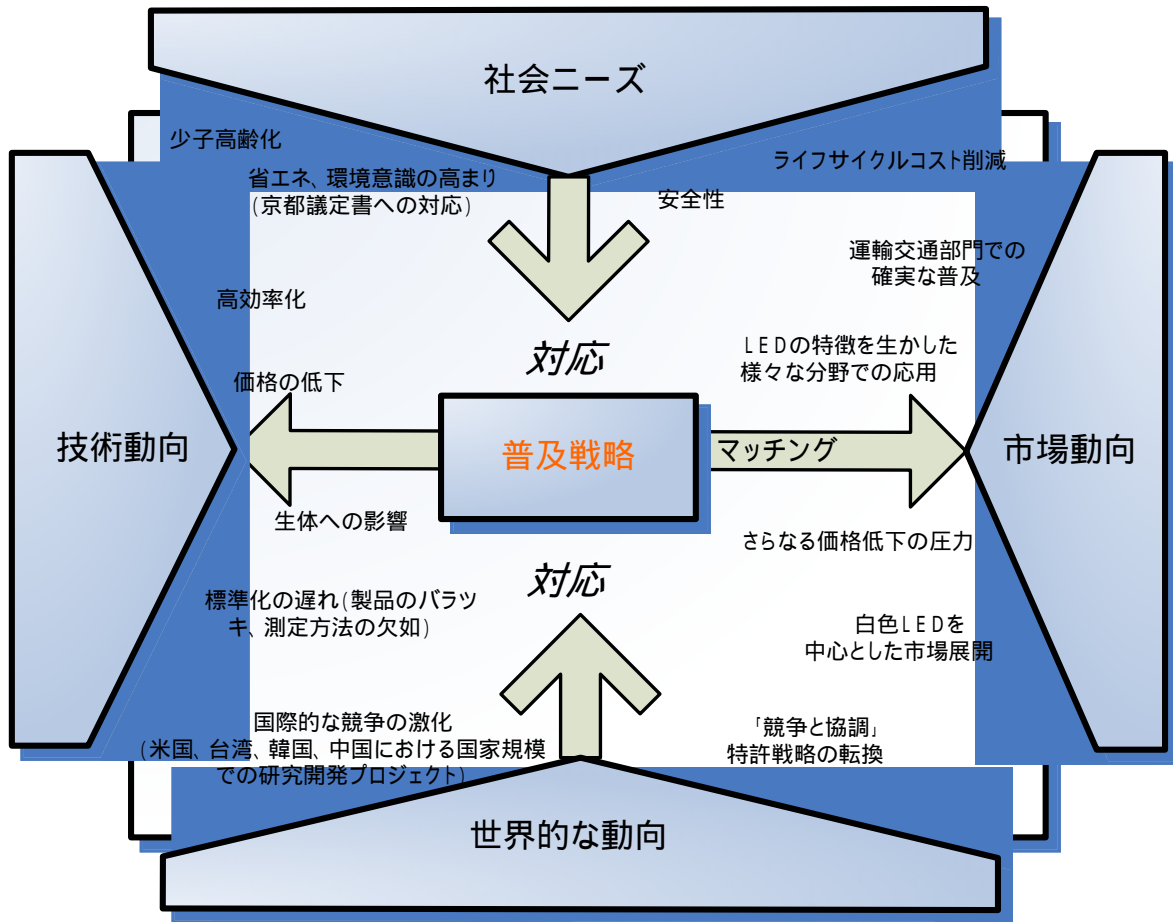 社会ニーズ
少子高齢化
省エネ、環境意識の高まり
(京都議定書への対応)
安全性
ライフサイクルコスト削減
運輸交通部門での
確実な普及
高効率化
対応
LEDの特徴を生かした
様々な分野での応用
価格の低下
技術動向
普及戦略
マッチング
市場動向
生体への影響
さらなる価格低下の圧力
対応
標準化の遅れ(製品のバラツ
キ、測定方法の欠如)
白色LEDを
中心とした市場展開
国際的な競争の激化
(米国、台湾、韓国、中国における国家規模
での研究開発プロジェクト)
「競争と協調」
特許戦略の転換
世界的な動向